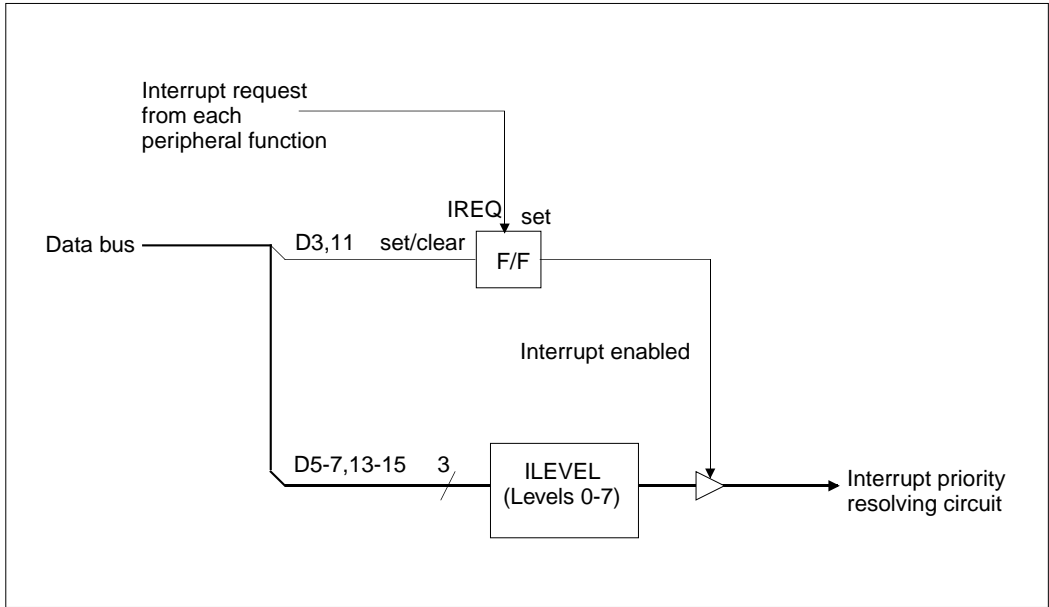 Interrupt request
from each
peripheral function
IREQ
set
Data bus
D3,11
set/clear
F/F
Interrupt enabled
D5-7,13-15
3
ILEVEL
(Levels 0-7)
Interrupt priority
resolving circuit